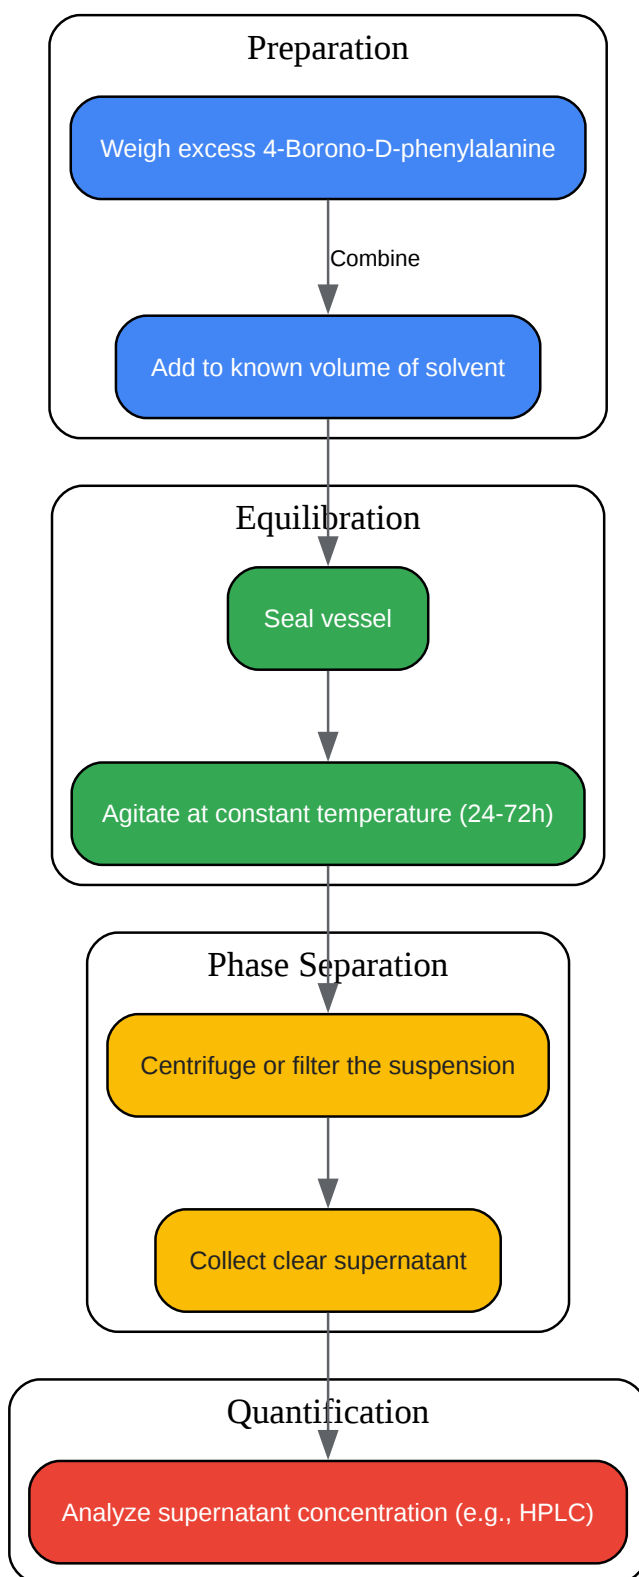 Preparation
Weigh excess 4-Borono-D-phenylalanine
Combine
Add to known volume of solvent
Equilibration
Seal vessel
Agitate at constant temperature (24-72h)
Phase Separation
Centrifuge or filter the suspension
Collect clear supernatant
Quantification
Analyze supernatant concentration (e.g., HPLC)